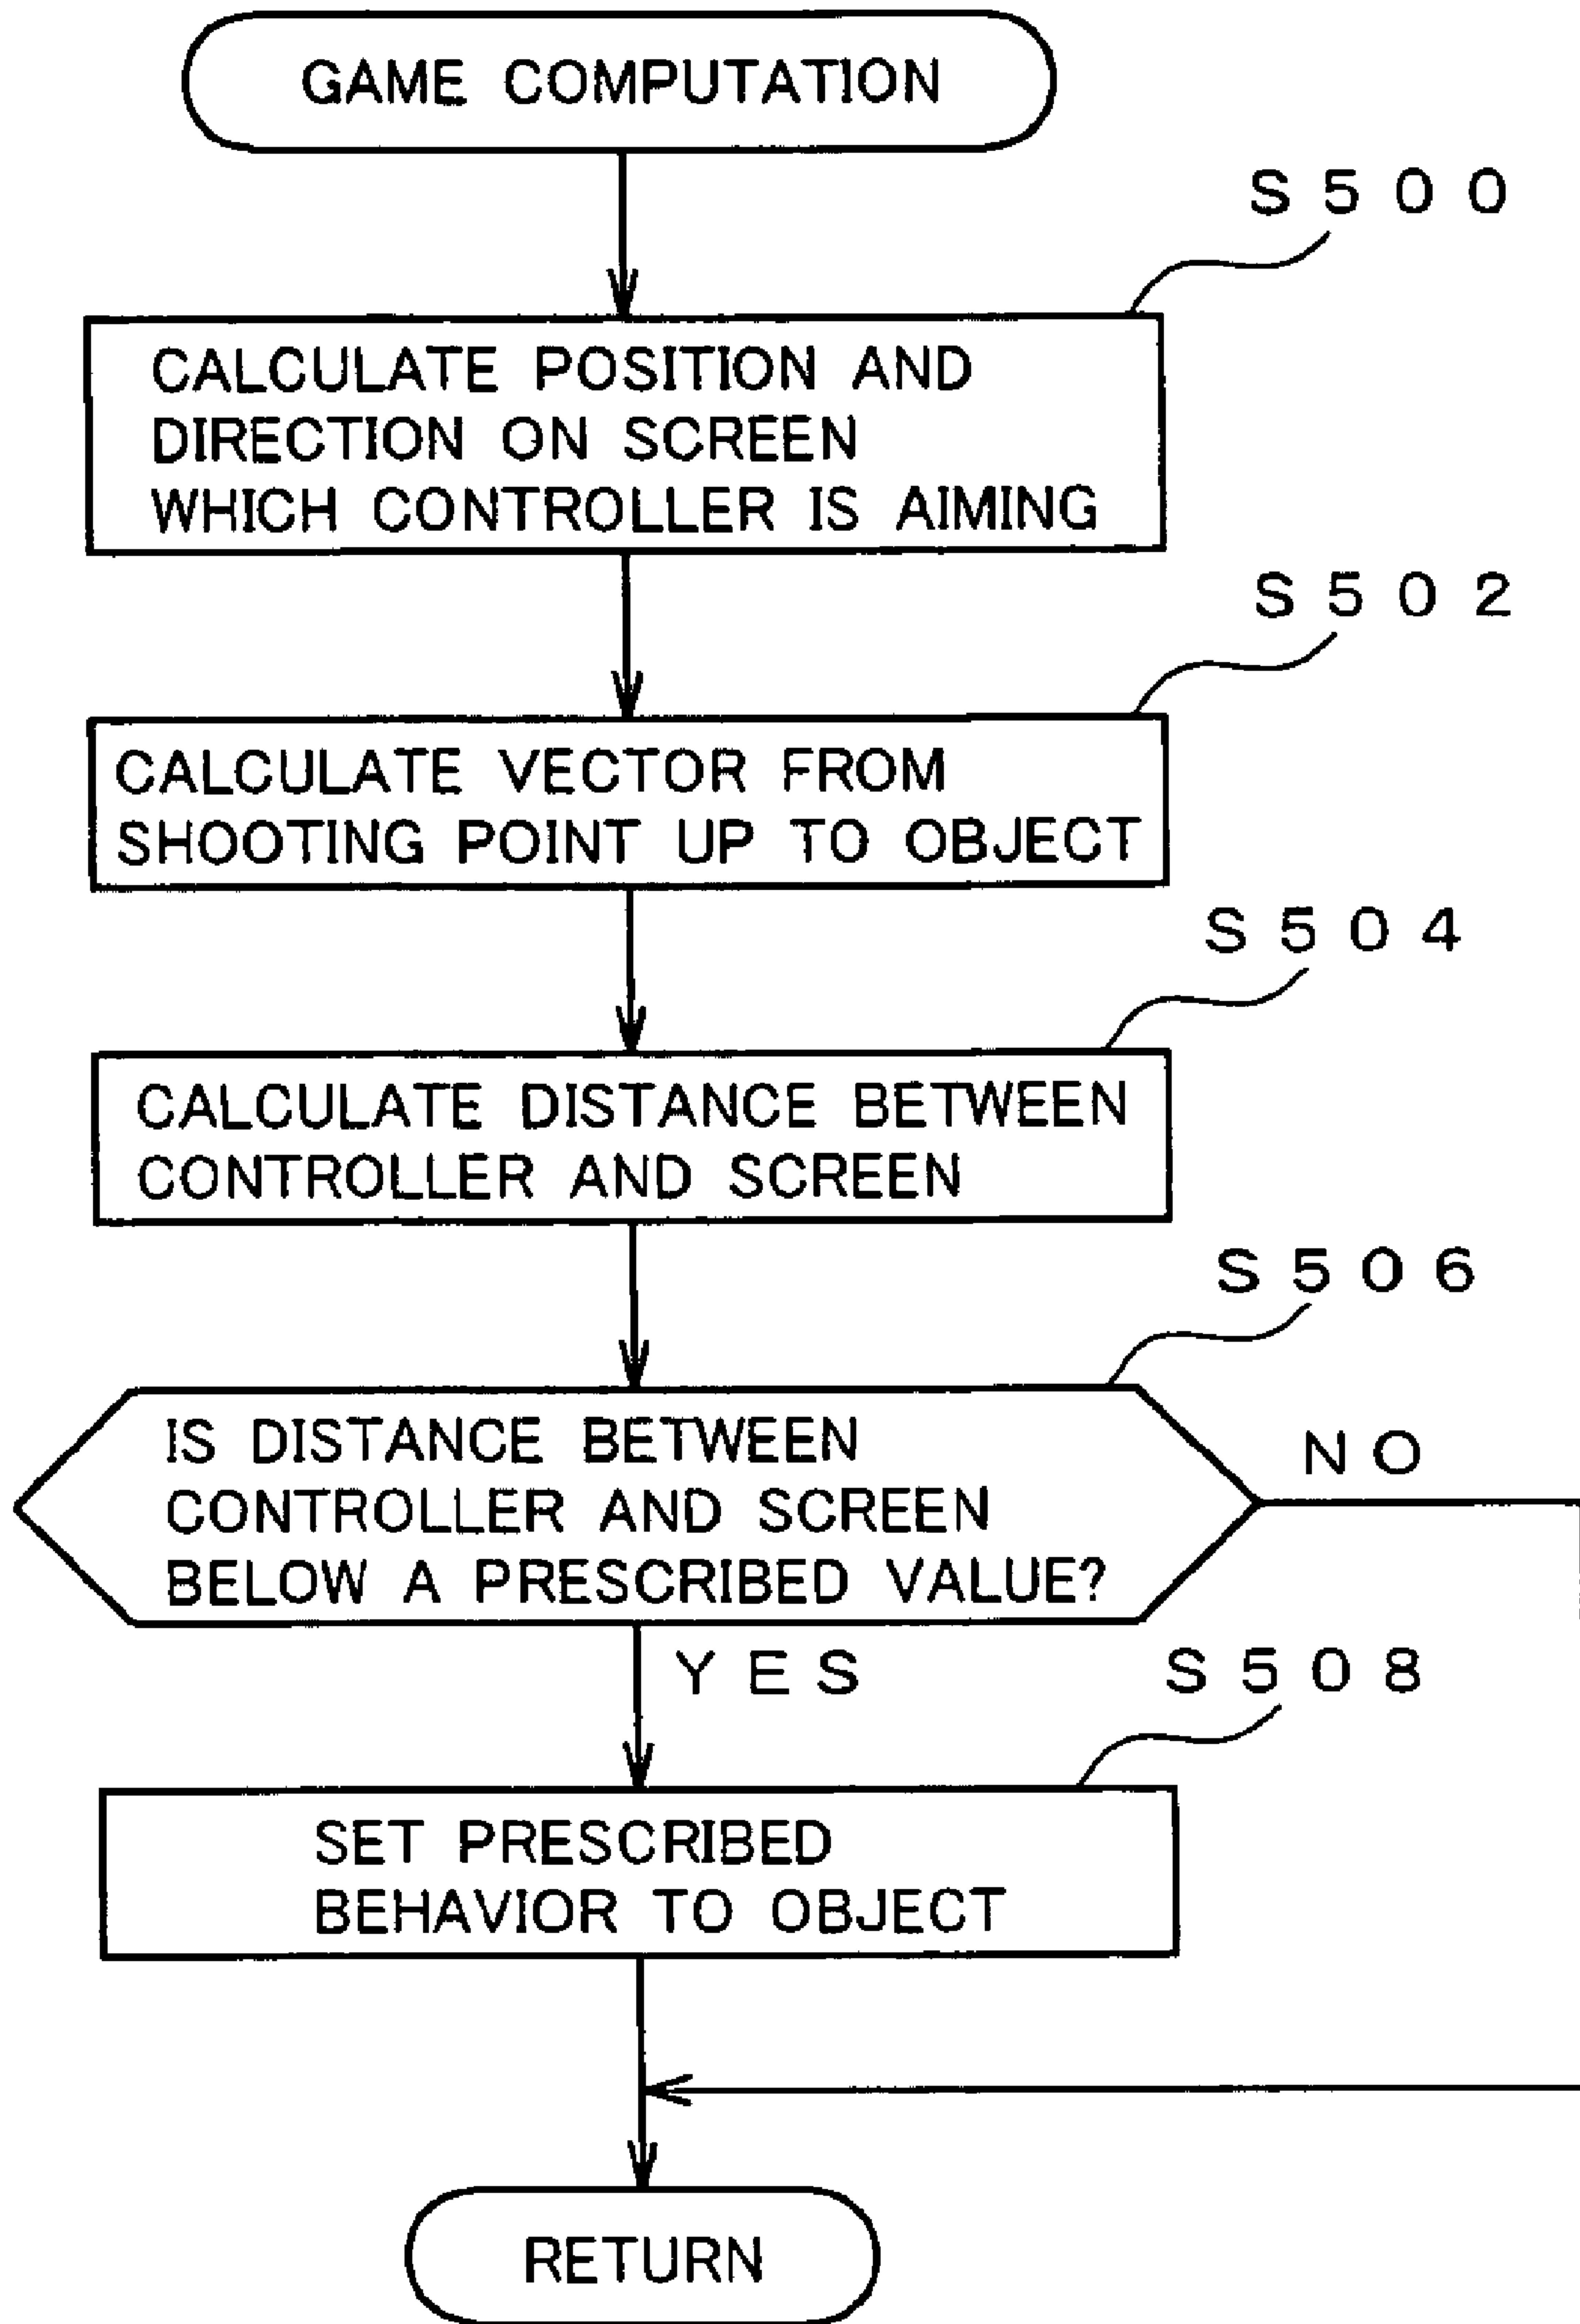 GAME COMPUTATION
S500
CALCULATE POSITION AND
DIRECTION ON SCREEN
WHICH CONTROLLER IS AIMING
S502
CALCULATE VECTOR FROM
SHOOTING POINT UP TO OBJECT
S504
CALCULATE DISTANCE BETWEEN
CONTROLLER AND SCREEN
S506
IS DISTANCE BETWEEN
CONTROLLER AND SCREEN
BELOW A PRESCRIBED VALUE?
NO
YES
S508
SET PRESCRIBED
BEHAVIOR TO OBJECT
RETURN